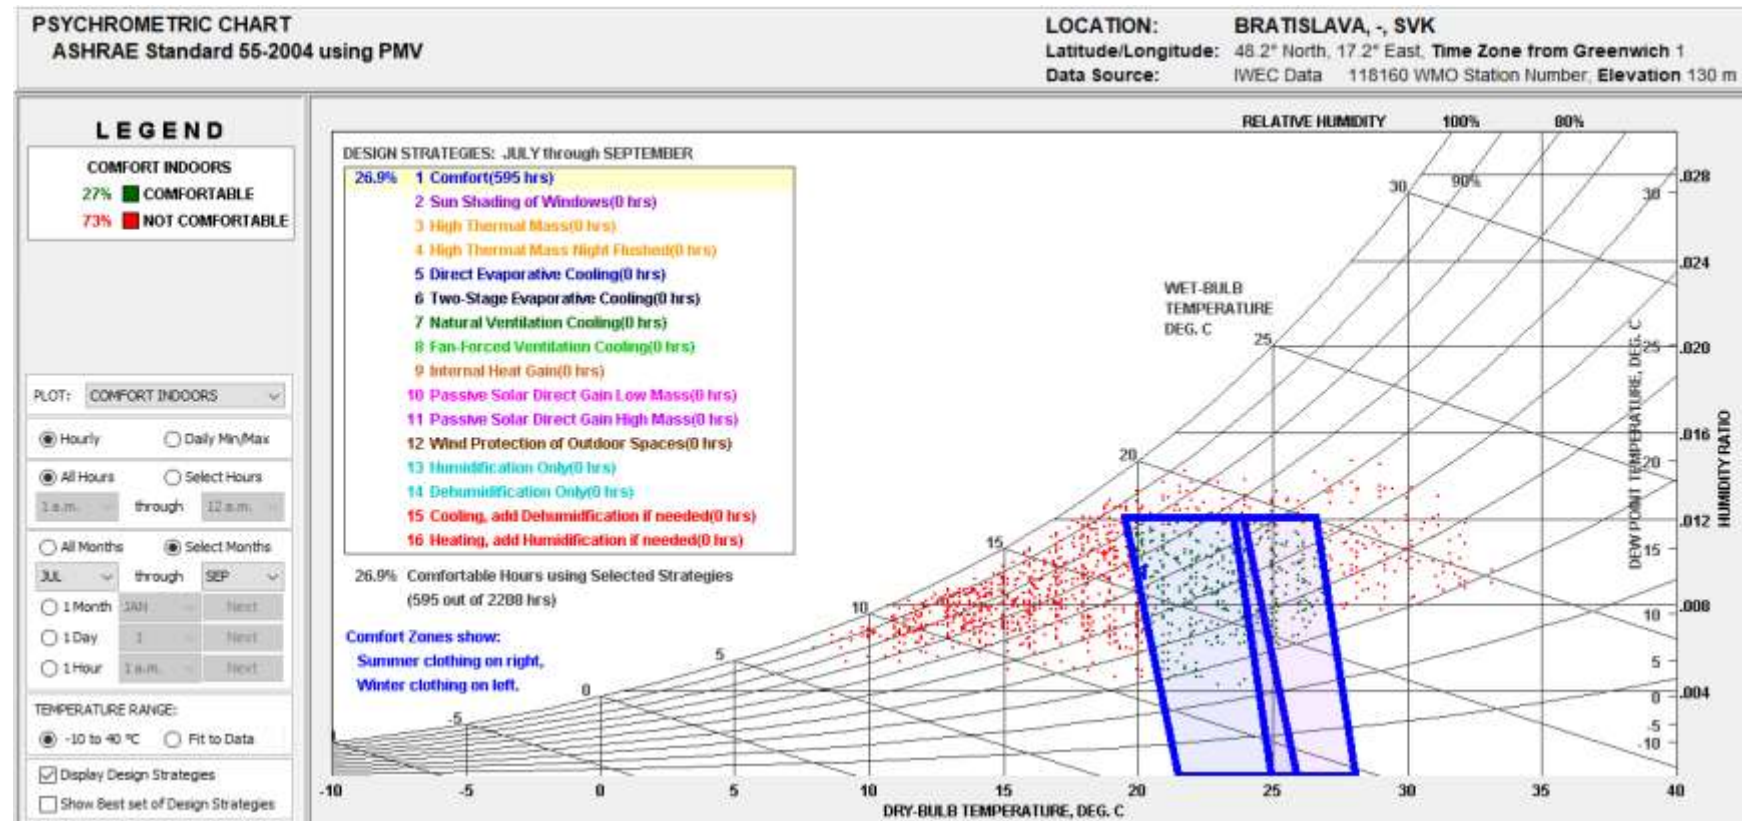 PSYCHROMETRIC CHART
ASHRAE Standard 55-2004 using PMV
LOCATION: BRATISLAVA, -, SVK
Latitude/Longitude: 48.2° North, 17.2° East, Time Zone from Greenwich 1
Data Source: IWEC Data 118160 WMO Station Number, Elevation 130 m
LEGEND
COMFORT INDOORS
27% COMFORTABLE
73% NOT COMFORTABLE
PLOT: COMFORT INDOORS
Hourly Daily Min/Max
All Hours Select Hours
1 a.m. through 12 a.m.
All Months Select Months
JUL through SEP
1 Month JAN Next
1 Day 1 Next
1 Hour 1 a.m. Next
TEMPERATURE RANGE:
-10 to 40 °C Fit to Data
Display Design Strategies
Show Best set of Design Strategies
DESIGN STRATEGIES: JULY through SEPTEMBER
26.9% 1 Comfort(595 hrs)
2 Sun Shading of Windows(0 hrs)
3 High Thermal Mass(0 hrs)
4 High Thermal Mass Night Flushed(0 hrs)
5 Direct Evaporative Cooling(0 hrs)
6 Two-Stage Evaporative Cooling(0 hrs)
7 Natural Ventilation Cooling(0 hrs)
8 Fan-Forced Ventilation Cooling(0 hrs)
9 Internal Heat Gain(0 hrs)
10 Passive Solar Direct Gain Low Mass(0 hrs)
11 Passive Solar Direct Gain High Mass(0 hrs)
12 Wind Protection of Outdoor Spaces(0 hrs)
13 Humidification Only(0 hrs)
14 Dehumidification Only(0 hrs)
15 Cooling, add Dehumidfication if needed(0 hrs)
16 Heating, add Humidification if needed(0 hrs)
26.9% Comfortable Hours using Selected Strategies
(595 out of 2208 hrs)
Comfort Zones show:
Summer clothing on right,
Winter clothing on left.
RELATIVE HUMIDITY 100% 80%
90%
WET-BULB
TEMPERATURE
DEG. C
-5
0
5
10
15
20
25
30
30
25
20
15
10
5
0
-5
-10
DEW POINT TEMPERATURE, DEG. C
.028
.024
.020
.016
.012
.008
.004
HUMIDITY RATIO
-10 -5 0 5 10 15 20 25 30 35 40
DRY-BULB TEMPERATURE, DEG. C